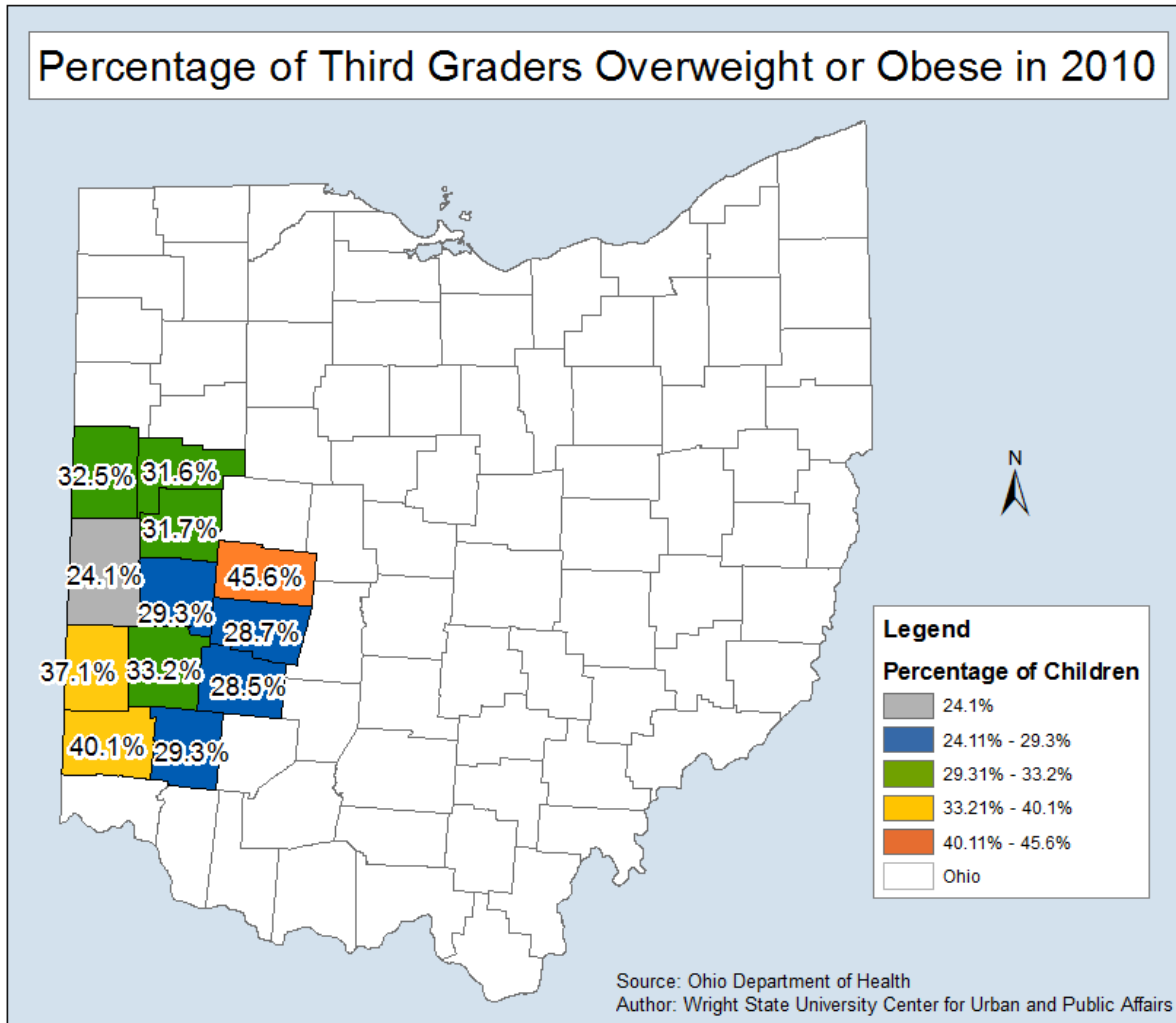 Percentage of Third Graders Overweight or Obese in 2010
N
32.5%
31.6%
31.7%
24.1%
45.6%
29.3%
28.7%
37.1%
33.2%
28.5%
40.1%
29.3%
Legend
Percentage of Children
24.1%
24.11% - 29.3%
29.31% - 33.2%
33.21% - 40.1%
40.11% - 45.6%
Ohio
Source: Ohio Department of Health
Author: Wright State University Center for Urban and Public Affairs